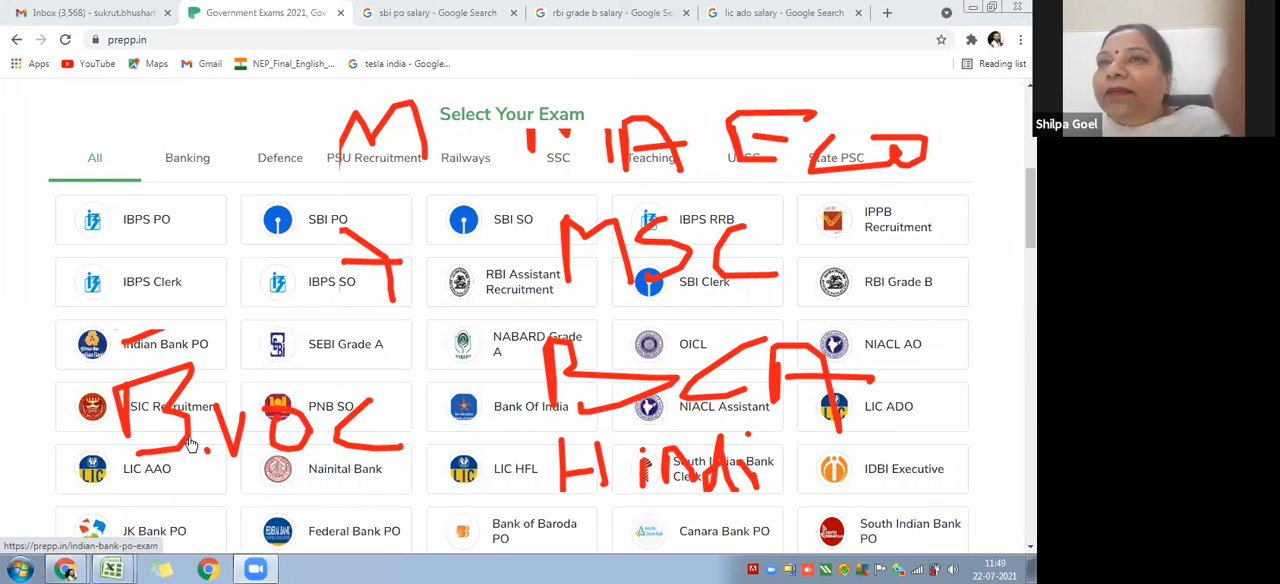 M (3,568) - sukrut.bhushan
Government Exams 2021, Gov
sbi po salary - Google Search
rbi grade b salary - Google Se
lic ado salary - Google Search
prepp.in
Apps YouTube Maps Gmail NEP_Final_English_... tesla india - Google... Reading list
Shilpa Goel
Select Your Exam
M MA Eco
All Banking Defence PSU Recruitment Railways SSC Teaching State PSC
IBPS PO SBI PO SBI SO IBPS RRB IPPB Recruitment
MSC
IBPS Clerk IBPS SO RBI Assistant Recruitment SBI Clerk RBI Grade B
Indian Bank PO SEBI Grade A NABARD Grade A OICL NIACL AO
BCA
B.VOC
PNB SO Bank Of India NIACL Assistant LIC ADO
Hindi
LIC AAO Nainital Bank LIC HFL South Indian Bank IDBI Executive
JK Bank PO Federal Bank PO Bank of Baroda PO Canara Bank PO South Indian Bank PO
https://prepp.in/indian-bank-po-exam
11:49
22-07-2021